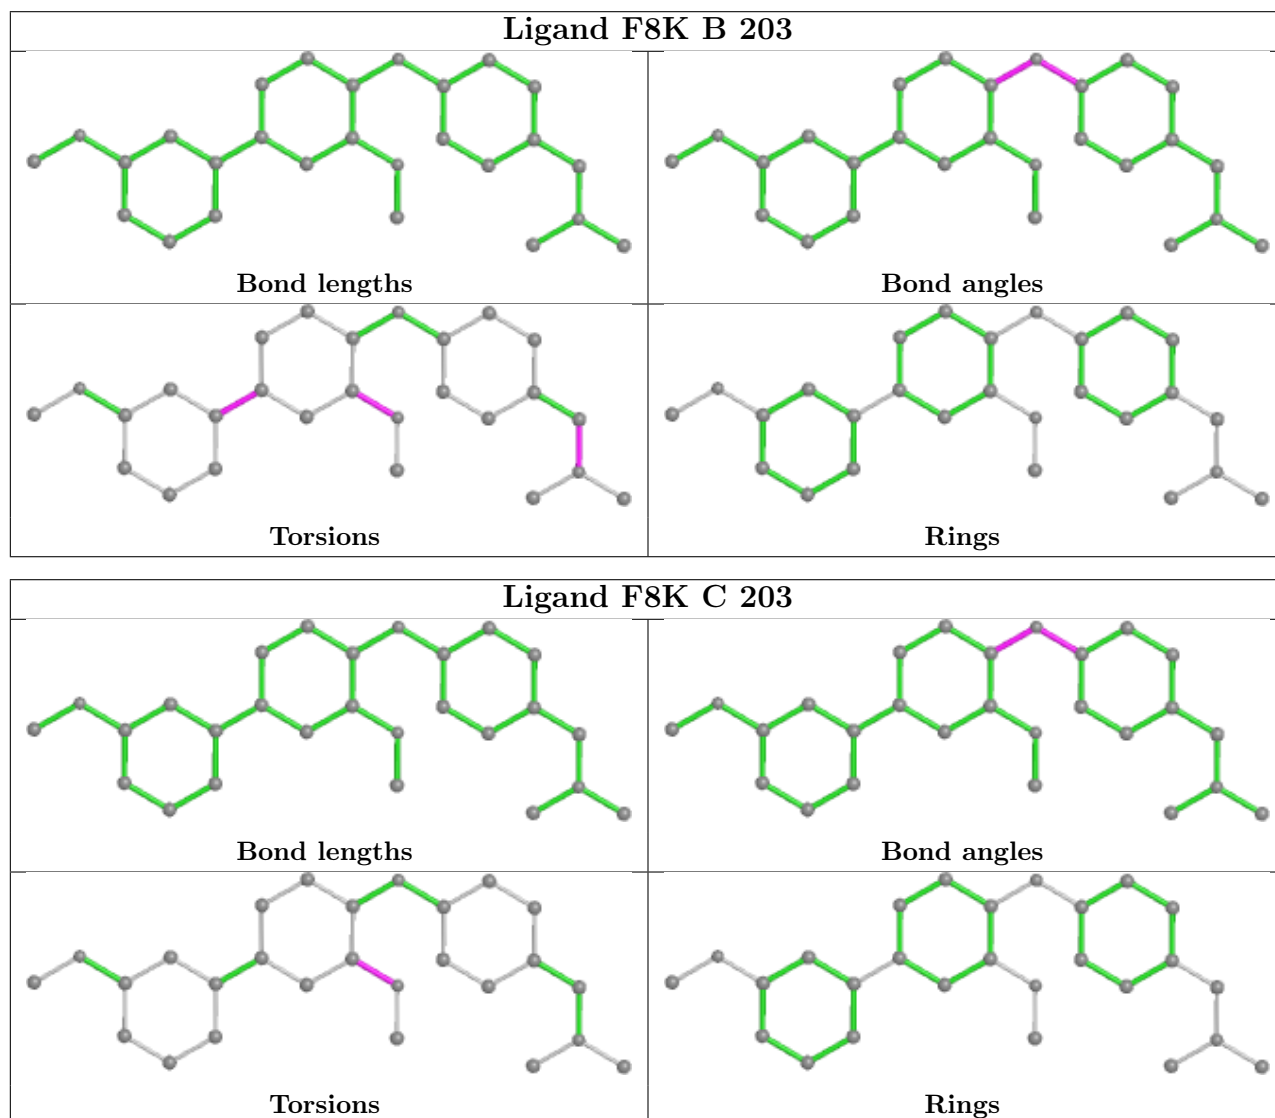 Ligand F8K B 203
Bond lengths
Bond angles
Torsions
Rings
Ligand F8K C 203
Bond lengths
Bond angles
Torsions
Rings